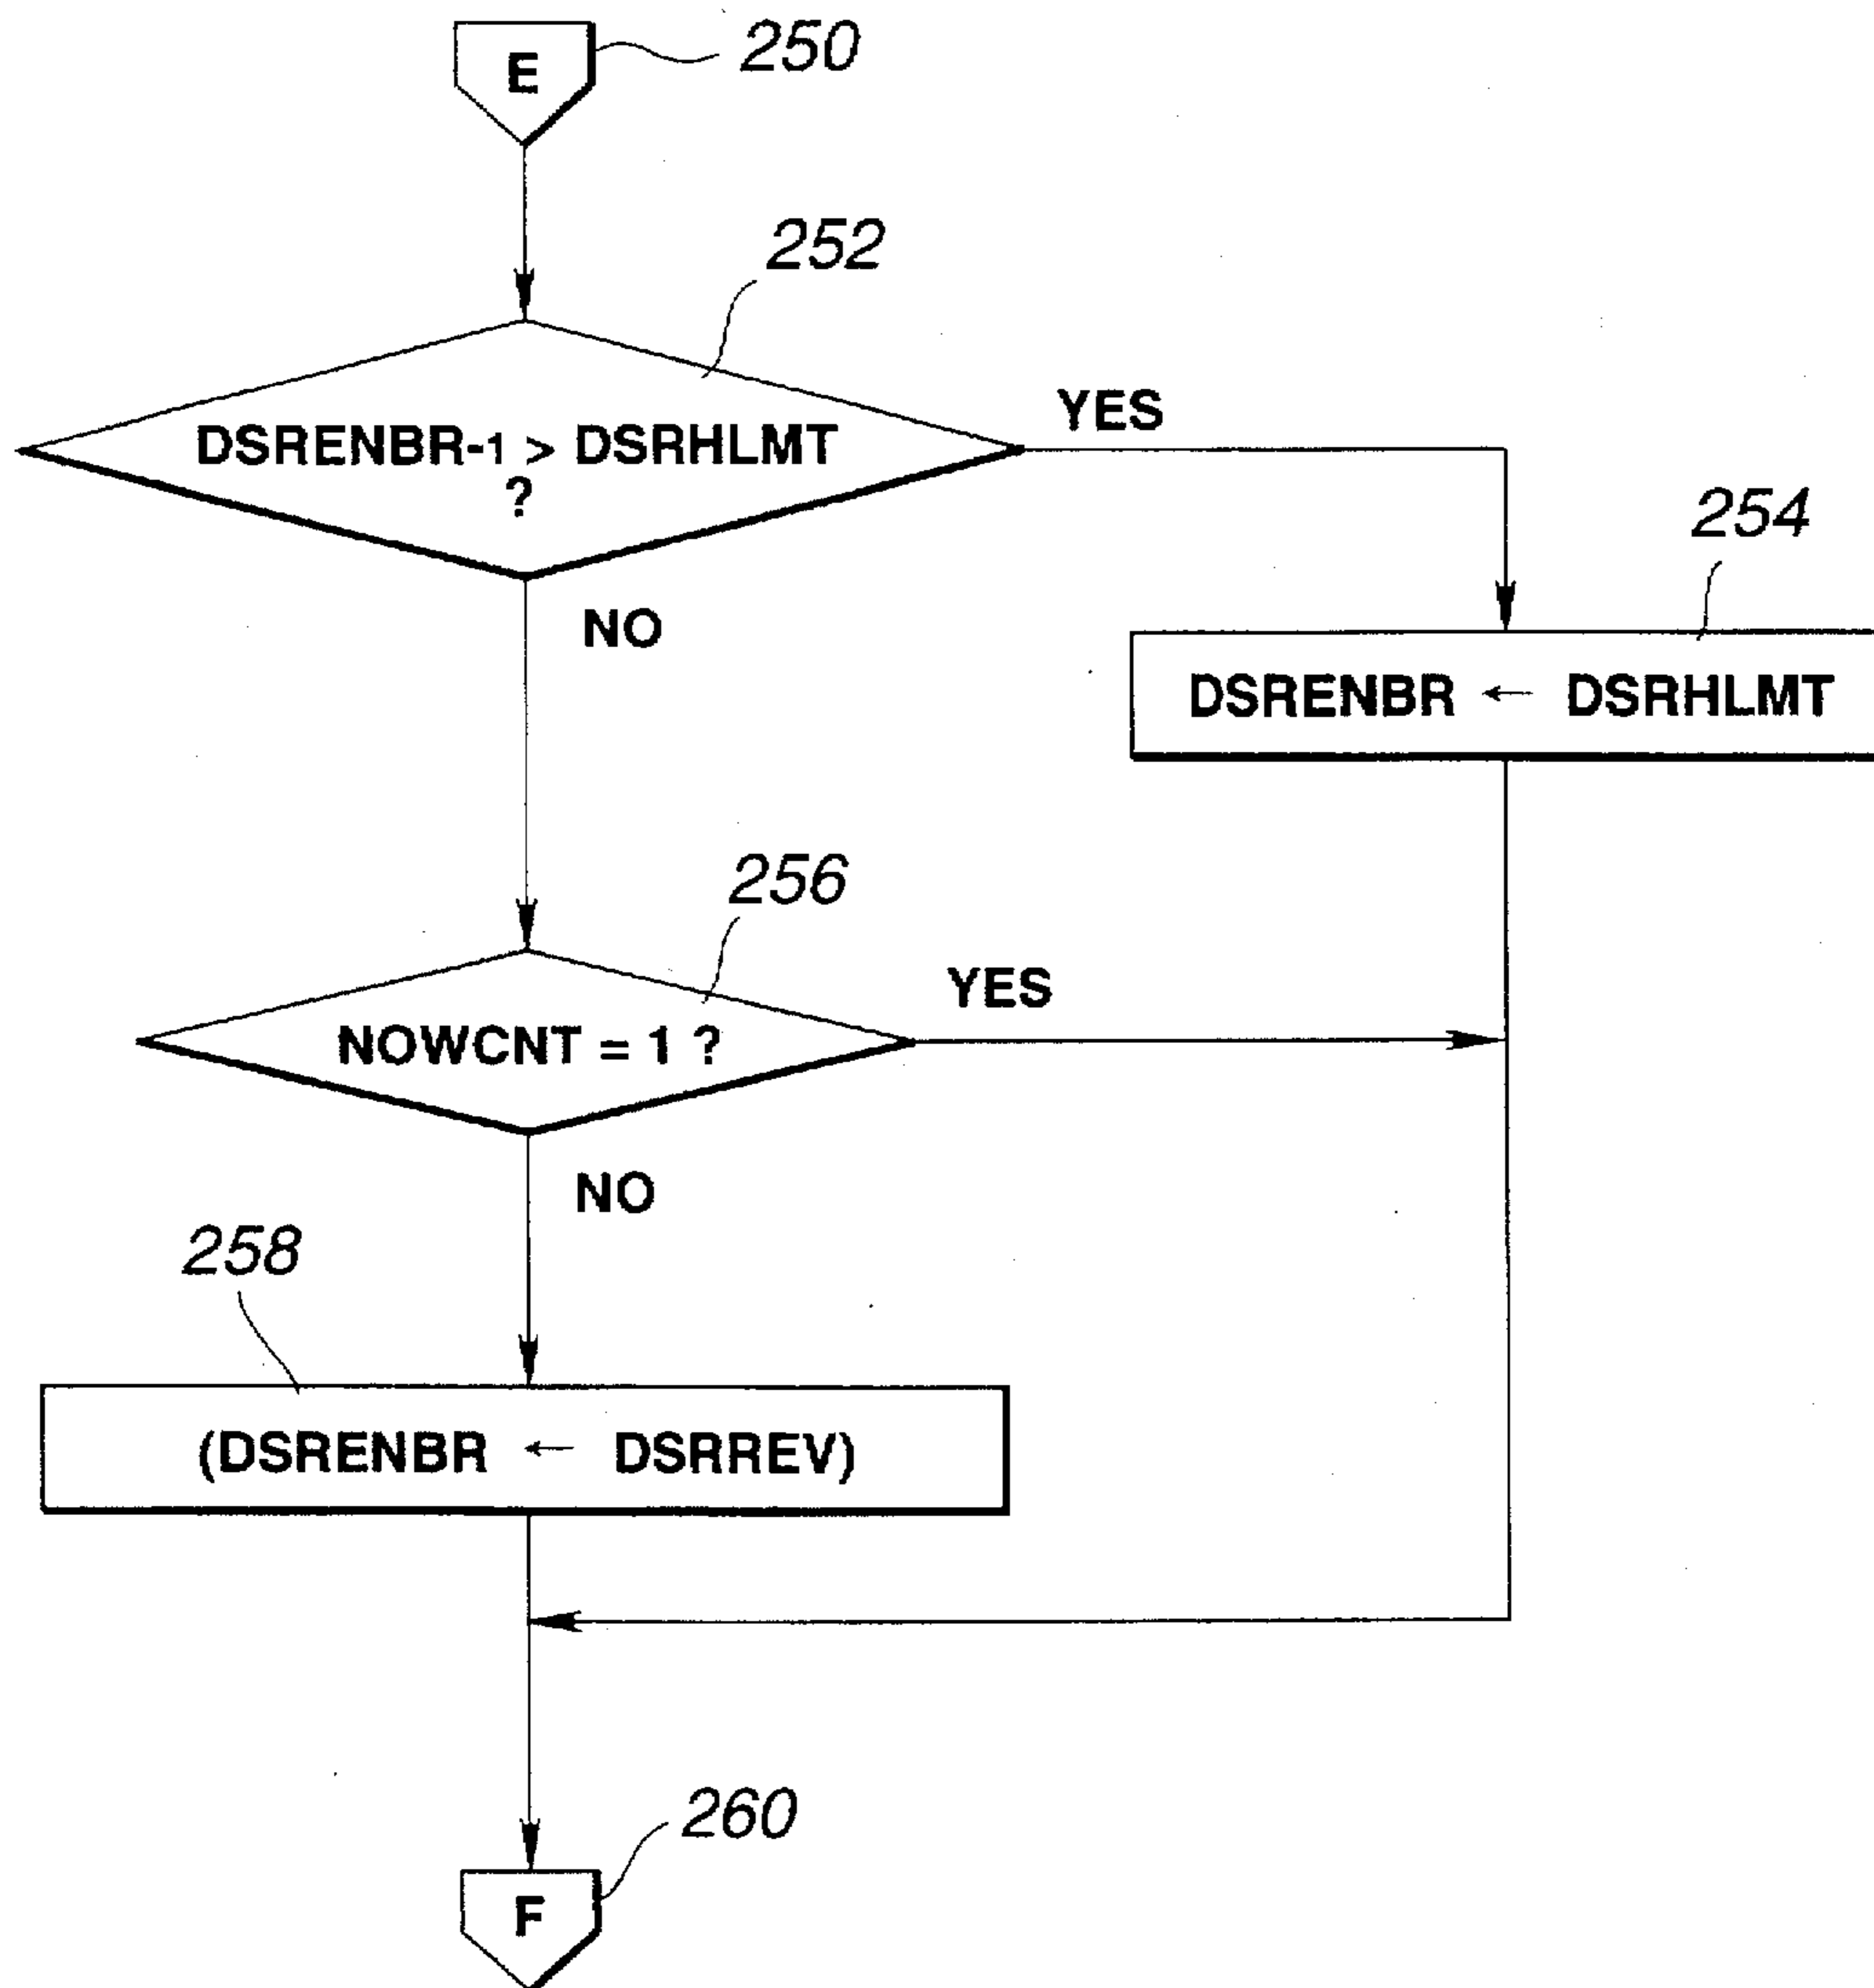 E
250
252
DSRENBR-1 > DSRHLMT
?
YES
254
NO
DSRENBR ← DSRHLMT
256
NOWCNT = 1 ?
YES
NO
258
(DSRENBR ← DSRREV)
260
F